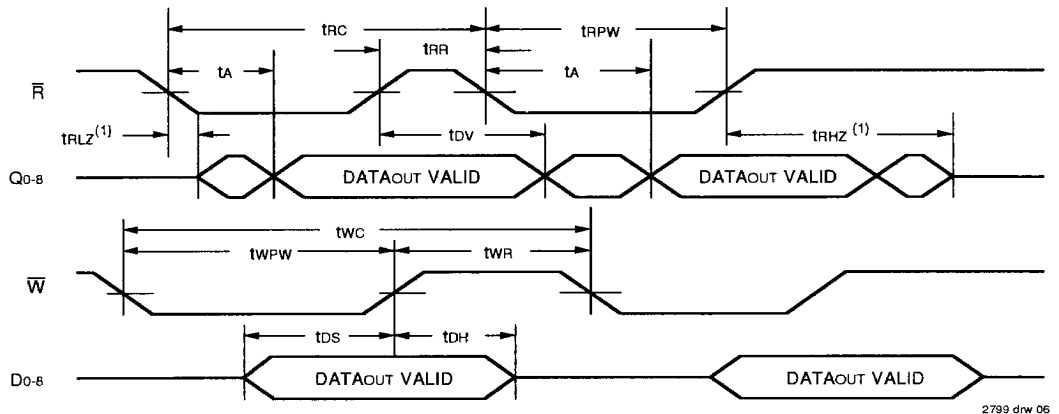 tRC tRPW
tRR
tA tA
R̅
tRLZ(1) tDV tRHZ(1)
Q0-8 DATAOUT VALID DATAOUT VALID
tWC
tWPW tWR
W̅
tDS tDH
D0-8 DATAOUT VALID DATAOUT VALID
2799 drw 06